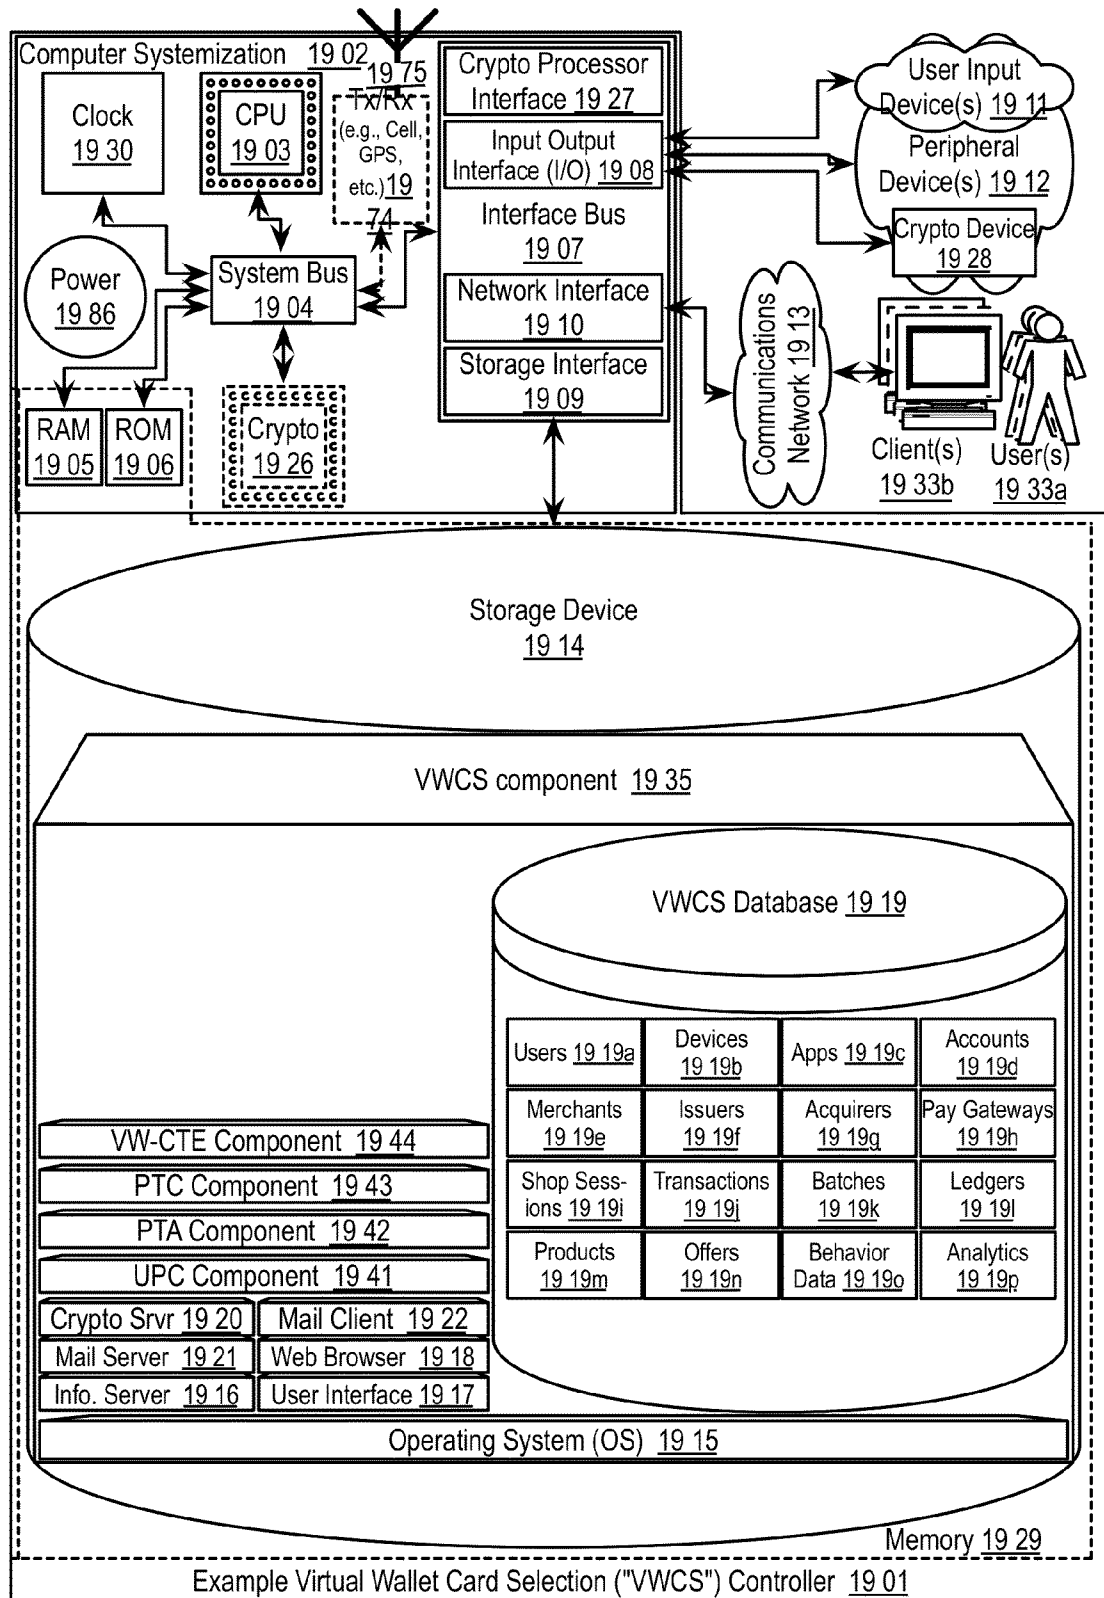 Computer Systemization 19 02
19 75
Clock
19 30
CPU
19 03
Tx/Rx
(e.g., Cell,
GPS,
etc.) 19
74
Crypto Processor
Interface 19 27
Input Output
Interface (I/O) 19 08
Interface Bus
19 07
Network Interface
19 10
Storage Interface
19 09
User Input
Device(s) 19 11
Peripheral
Device(s) 19 12
Crypto Device
19 28
Power
19 86
System Bus
19 04
RAM
19 05
ROM
19 06
Crypto
19 26
Communications
Network 19 13
Client(s)
19 33b
User(s)
19 33a
Storage Device
19 14
VWCS component 19 35
VWCS Database 19 19
Users 19 19a
Devices
19 19b
Apps 19 19c
Accounts
19 19d
Merchants
19 19e
Issuers
19 19f
Acquirers
19 19g
Pay Gateways
19 19h
Shop Sess-
ions 19 19i
Transactions
19 19j
Batches
19 19k
Ledgers
19 19l
Products
19 19m
Offers
19 19n
Behavior
Data 19 19o
Analytics
19 19p
VW-CTE Component 19 44
PTC Component 19 43
PTA Component 19 42
UPC Component 19 41
Crypto Srvr 19 20
Mail Client 19 22
Mail Server 19 21
Web Browser 19 18
Info. Server 19 16
User Interface 19 17
Operating System (OS) 19 15
Memory 19 29
Example Virtual Wallet Card Selection ("VWCS") Controller 19 01